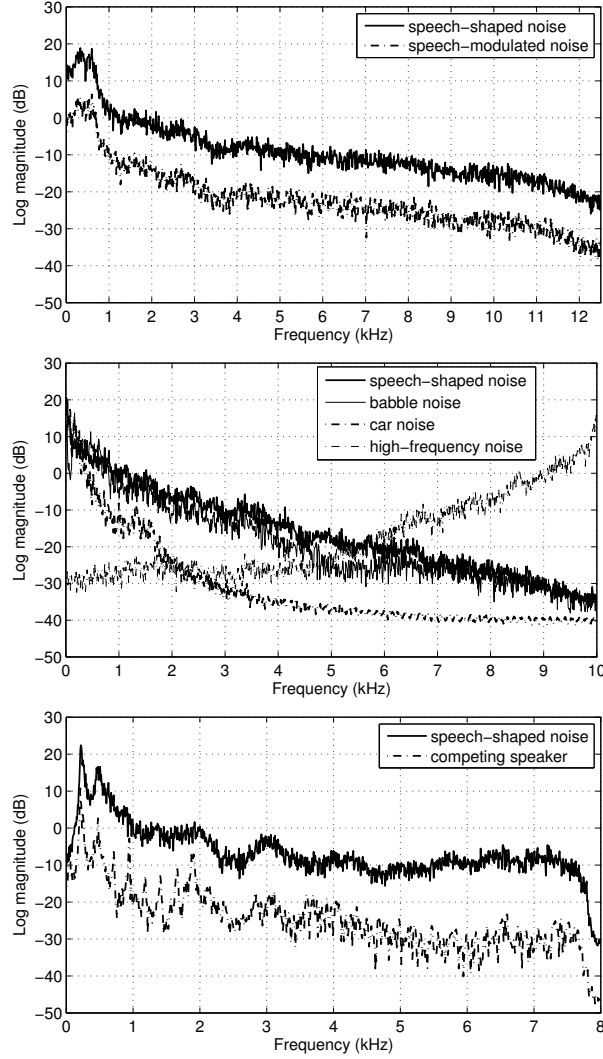 30
20
10
0
−10
−20
−30
−40
−50
Log magnitude (dB)
speech−shaped noise
speech−modulated noise
0 1 2 3 4 5 6 7 8 9 10 11 12
Frequency (kHz)
30
20
10
0
−10
−20
−30
−40
−50
Log magnitude (dB)
speech−shaped noise
babble noise
car noise
high−frequency noise
0 1 2 3 4 5 6 7 8 9 10
Frequency (kHz)
30
20
10
0
−10
−20
−30
−40
−50
Log magnitude (dB)
speech−shaped noise
competing speaker
0 1 2 3 4 5 6 7 8
Frequency (kHz)